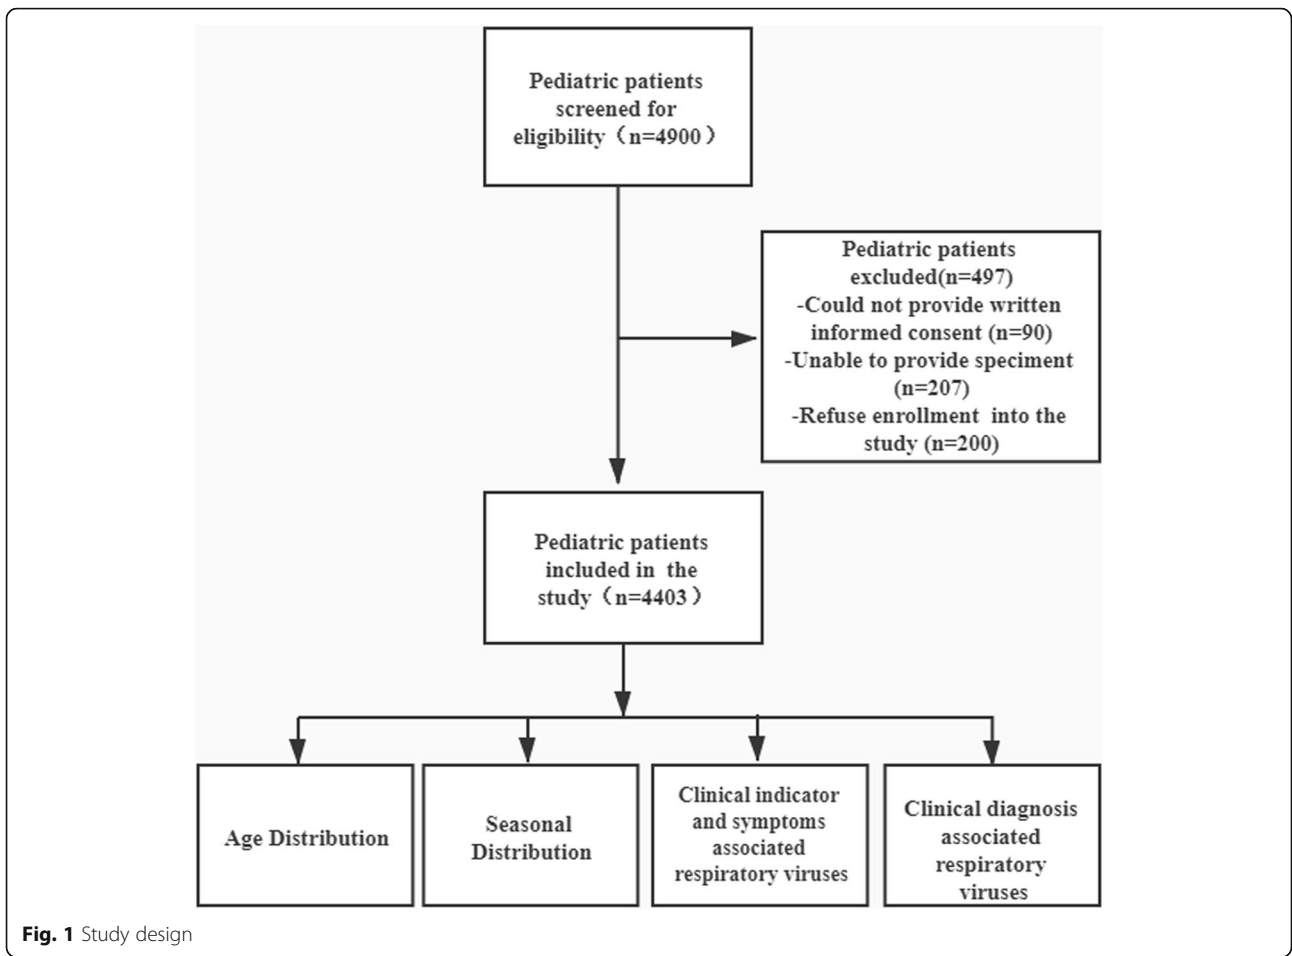 Pediatric patients
screened for
eligibility（n=4900）
Pediatric patients
excluded(n=497)
-Could not provide written
informed consent (n=90)
-Unable to provide speciment
(n=207)
-Refuse enrollment into the
study (n=200)
Pediatric patients
included in the
study（n=4403）
Age Distribution
Seasonal
Distribution
Clinical indicator
and symptoms
associated
respiratory viruses
Clinical diagnosis
associated
respiratory
viruses
Fig. 1 Study design